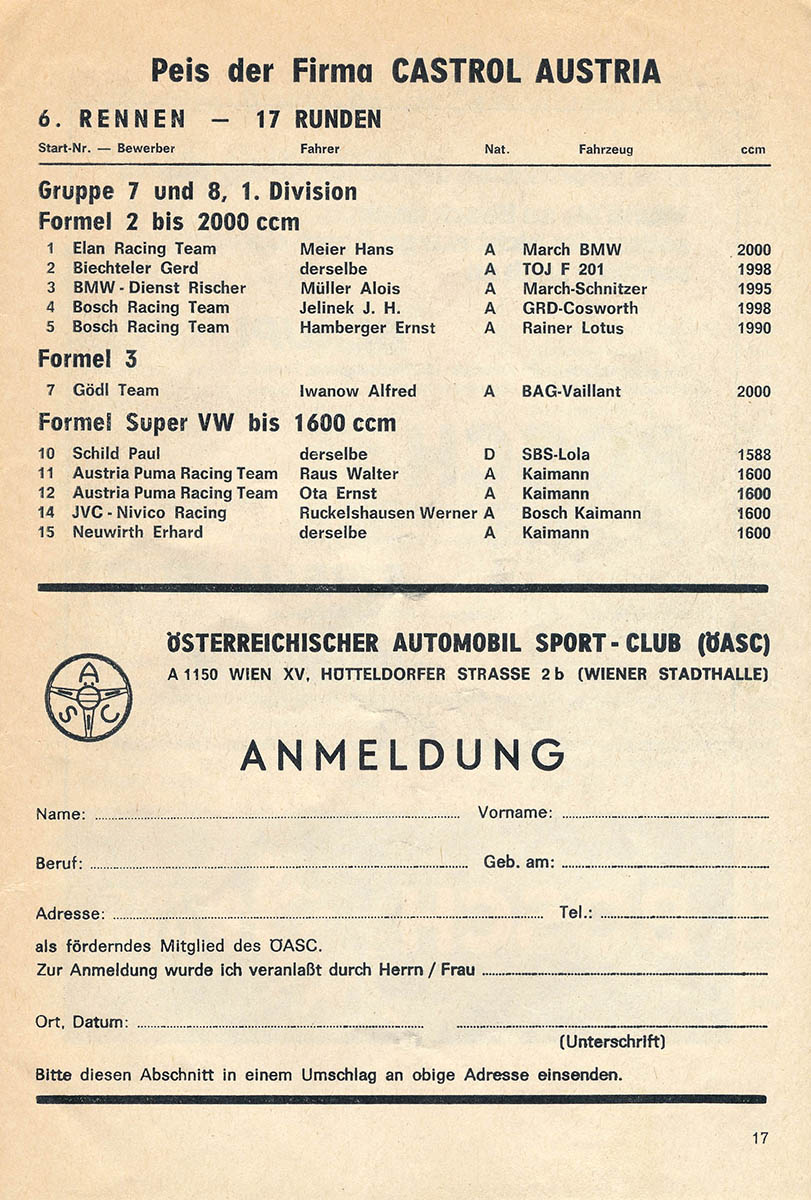 Peis der Firma CASTROL AUSTRIA
6. RENNEN — 17 RUNDEN
Start-Nr. — Bewerber Fahrer Nat. Fahrzeug ccm
Gruppe 7 und 8, 1. Division
Formel 2 bis 2000 ccm
1 Elan Racing Team Meier Hans A March BMW 2000
2 Biechteler Gerd derselbe A TOJ F 201 1998
3 BMW - Dienst Rischer Müller Alois A March-Schnitzer 1995
4 Bosch Racing Team Jelinek J. H. A GRD-Cosworth 1998
5 Bosch Racing Team Hamberger Ernst A Rainer Lotus 1990
Formel 3
7 Gödl Team Iwanow Alfred A BAG-Vaillant 2000
Formel Super VW bis 1600 ccm
10 Schild Paul derselbe D SBS-Lola 1588
11 Austria Puma Racing Team Raus Walter A Kaimann 1600
12 Austria Puma Racing Team Ota Ernst A Kaimann 1600
14 JVC - Nivico Racing Ruckelshausen Werner A Bosch Kaimann 1600
15 Neuwirth Erhard derselbe A Kaimann 1600
ÖSTERREICHISCHER AUTOMOBIL SPORT - CLUB (ÖASC)
A 1150 WIEN XV, HÜTTELDORFER STRASSE 2 b (WIENER STADTHALLE)
A S C
ANMELDUNG
Name: Vorname:
Beruf: Geb. am:
Adresse: Tel.:
als förderndes Mitglied des ÖASC.
Zur Anmeldung wurde ich veranlaßt durch Herrn / Frau
Ort, Datum:
(Unterschrift)
Bitte diesen Abschnitt in einem Umschlag an obige Adresse einsenden.
17